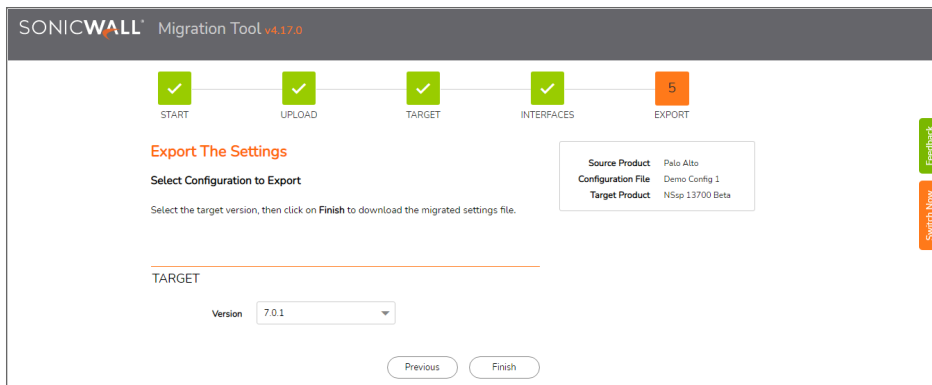 SONICWALL® Migration Tool v4.17.0
5
START UPLOAD TARGET INTERFACES EXPORT
Export The Settings
Select Configuration to Export
Select the target version, then click on Finish to download the migrated settings file.
Source Product Palo Alto
Configuration File Demo Config 1
Target Product NSsp 13700 Beta
Feedback
Switch Now
TARGET
Version 7.0.1
Previous Finish